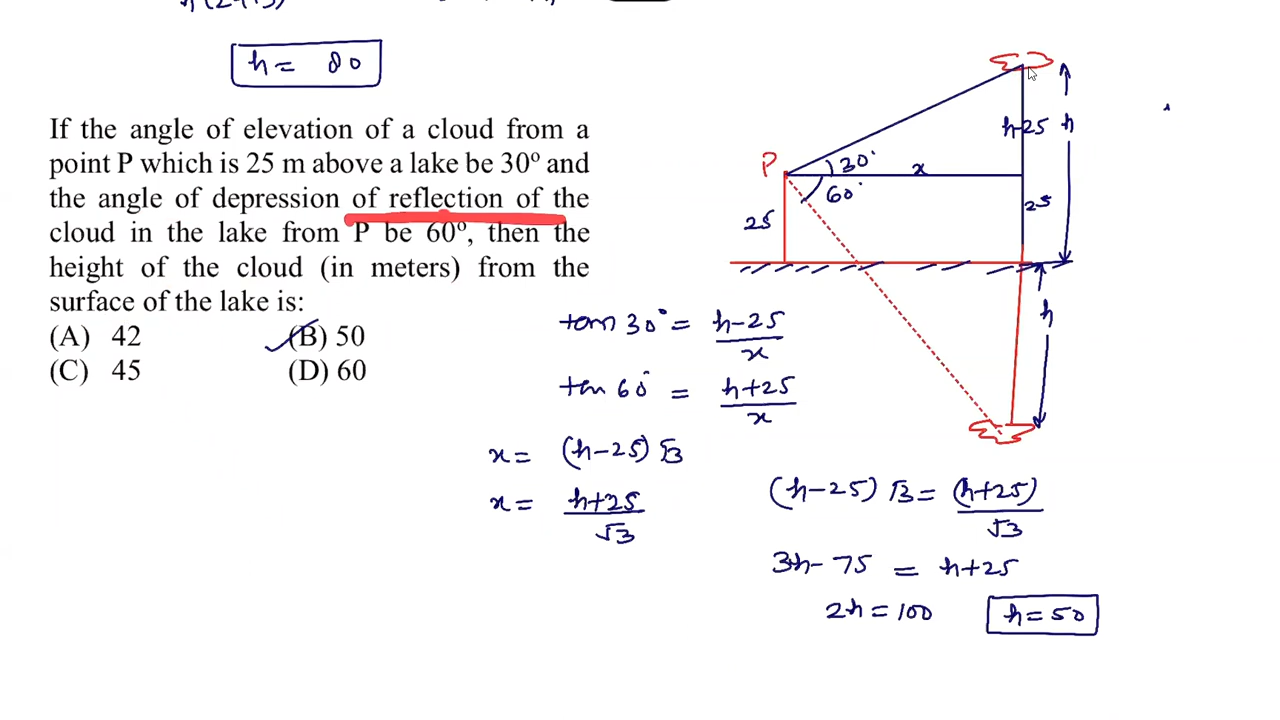 h = 80
If the angle of elevation of a cloud from a
point P which is 25 m above a lake be 30° and
the angle of depression of reflection of the
cloud in the lake from P be 60°, then the
height of the cloud (in meters) from the
surface of the lake is:
(A) 42
(B) 50
(C) 45
(D) 60
P
30°
60°
x
25
h-25
h
25
h
tan 30° = h-25/x
tan 60° = h+25/x
x = (h-25) √3
x = h+25/√3
(h-25) √3 = (h+25)/√3
3h - 75 = h+25
2h = 100
h = 50